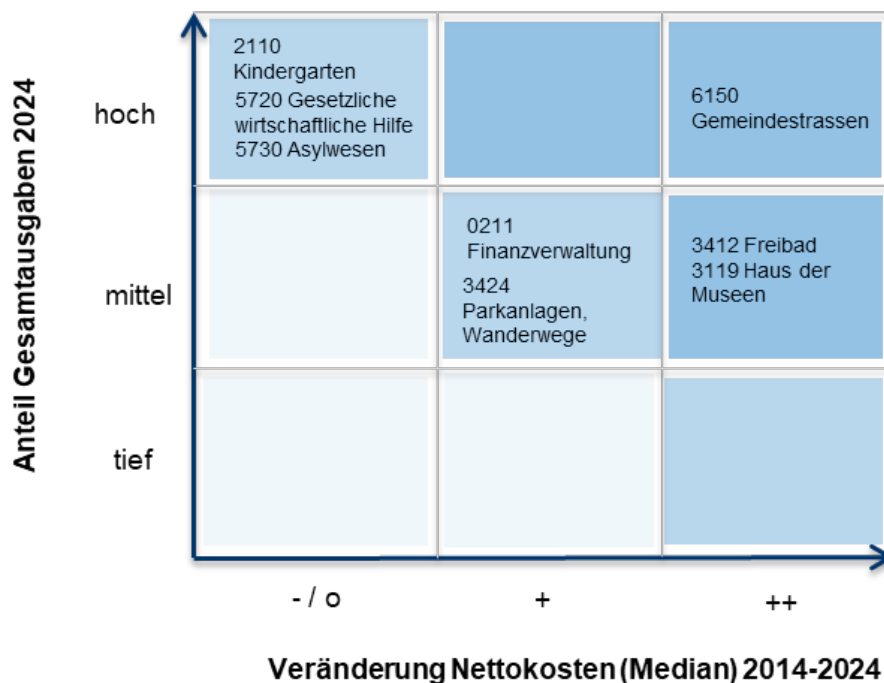 Anteil Gesamtausgaben 2024
hoch
2110
Kindergarten
5720 Gesetzliche
wirtschaftliche Hilfe
5730 Asylwesen
6150
Gemeindestrassen
mittel
0211
Finanzverwaltung
3424
Parkanlagen,
Wanderwege
3412 Freibad
3119 Haus der
Museen
tief
- / o
+
++
Veränderung Nettokosten (Median) 2014-2024